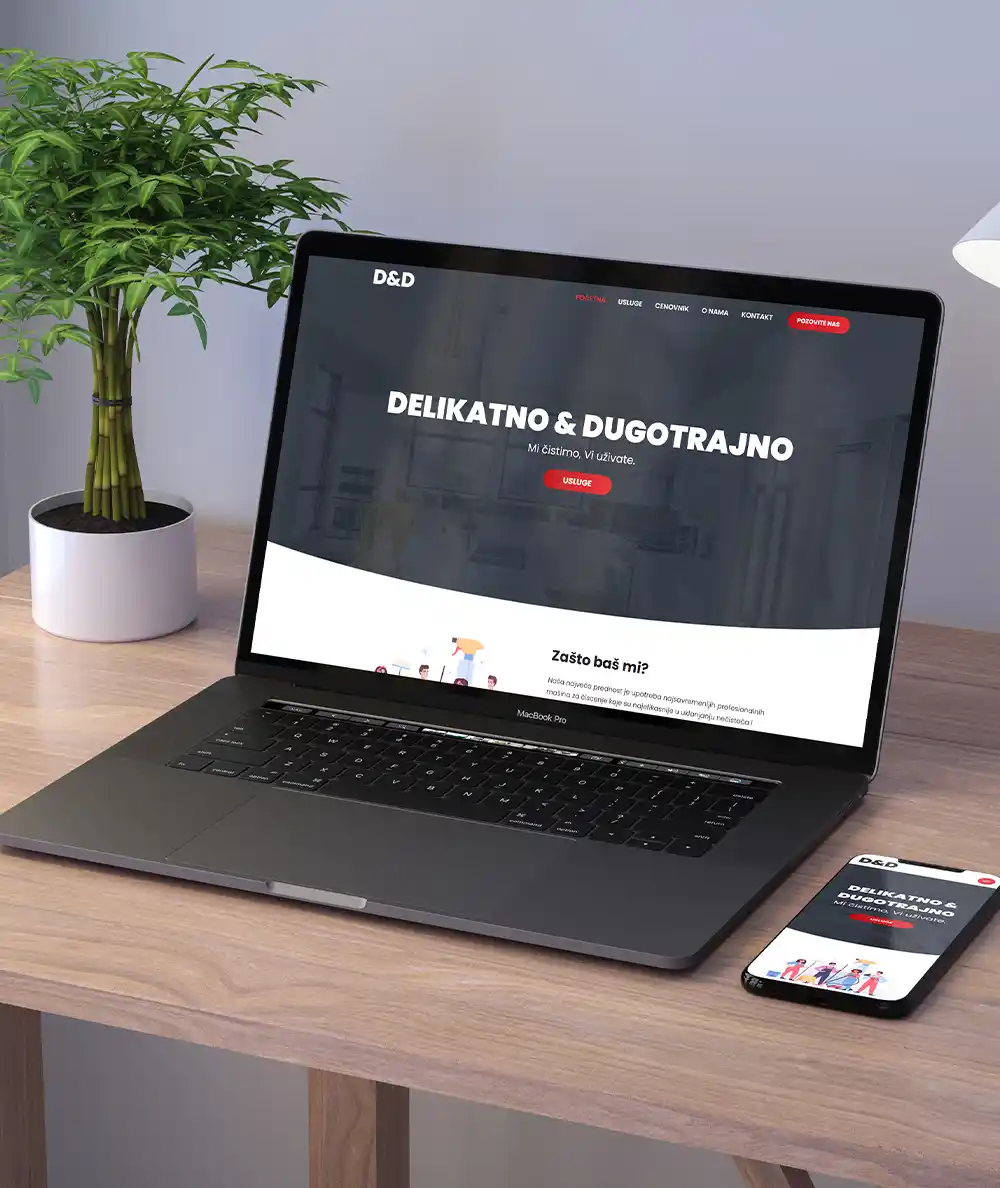 D&D
POČETNA
USLUGE
CENOVNIK
O NAMA
KONTAKT
POZOVITE NAS
DELIKATNO & DUGOTRAJNO
Mi čistimo, Vi uživate.
USLUGE
Zašto baš mi?
Naša najveća prednost je upotreba najsavremenijih profesionalnih
mašina za čišćenje koje su najefikasnije u uklanjanju nečistoća i
MacBook Pro
D&D
DELIKATNO &
DUGOTRAJNO
Mi čistimo, Vi uživate.
USLUGE